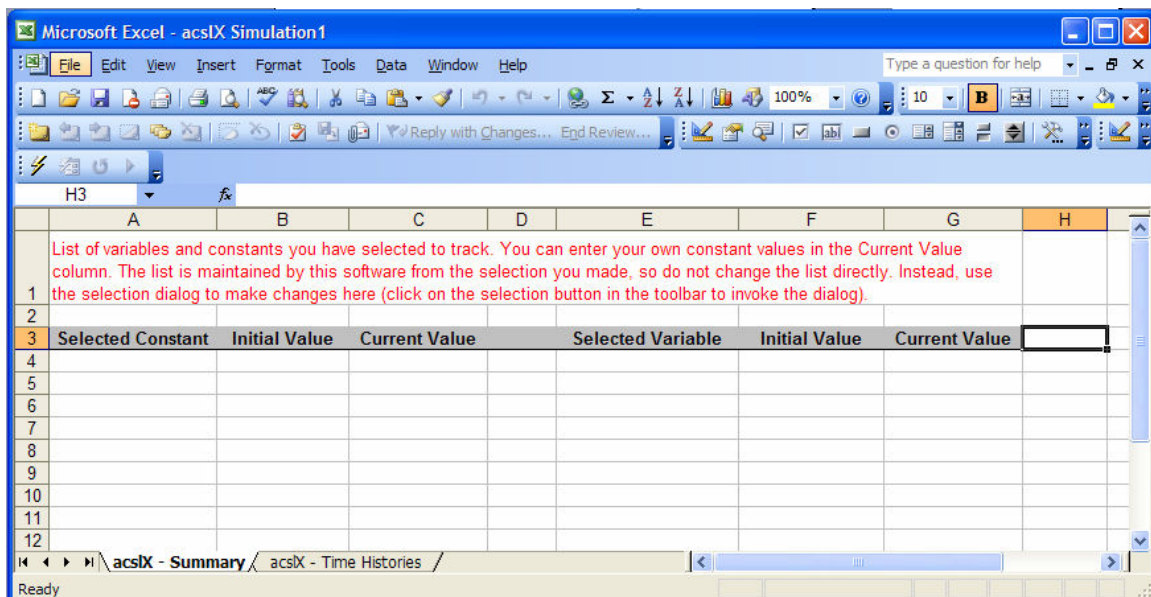 Microsoft Excel - acslX Simulation1
File Edit View Insert Format Tools Data Window Help Type a question for help
100% 10 B
Reply with Changes... End Review...
H3 fx
A B C D E F G H
List of variables and constants you have selected to track. You can enter your own constant values in the Current Value
column. The list is maintained by this software from the selection you made, so do not change the list directly. Instead, use
1 the selection dialog to make changes here (click on the selection button in the toolbar to invoke the dialog).
2
3 Selected Constant Initial Value Current Value Selected Variable Initial Value Current Value
4
5
6
7
8
9
10
11
12
acslX - Summary acslX - Time Histories
Ready